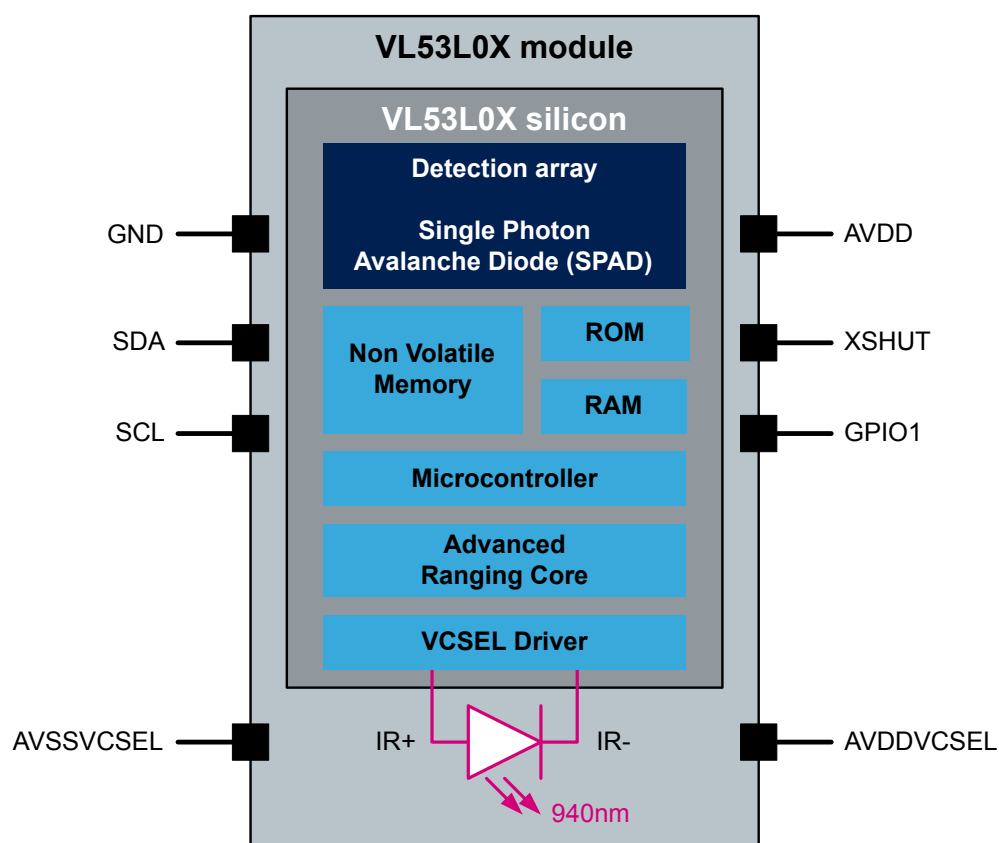 VL53L0X module
VL53L0X silicon
Detection array
Single Photon
Avalanche Diode (SPAD)
GND
AVDD
SDA
XSHUT
Non Volatile
Memory
ROM
RAM
SCL
GPIO1
Microcontroller
Advanced
Ranging Core
VCSEL Driver
AVSSVCSEL
IR+
IR-
AVDDVCSEL
940nm